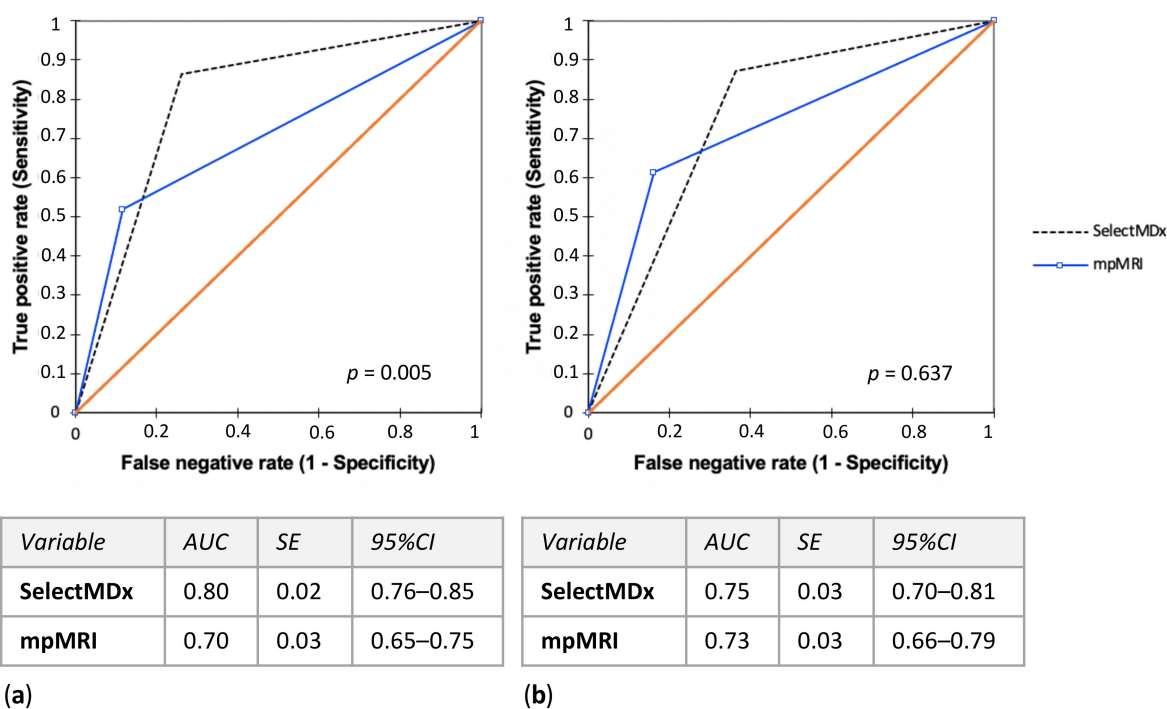 True positive rate (Sensitivity)
1
0.9
0.8
0.7
0.6
0.5
0.4
0.3
0.2
0.1
0
p = 0.005
0 0.2 0.4 0.6 0.8 1
False negative rate (1 - Specificity)
True positive rate (Sensitivity)
1
0.9
0.8
0.7
0.6
0.5
0.4
0.3
0.2
0.1
0
p = 0.637
0 0.2 0.4 0.6 0.8 1
False negative rate (1 - Specificity)
SelectMDx
mpMRI
Variable AUC SE 95%CI
SelectMDx 0.80 0.02 0.76–0.85
mpMRI 0.70 0.03 0.65–0.75
(a)
Variable AUC SE 95%CI
SelectMDx 0.75 0.03 0.70–0.81
mpMRI 0.73 0.03 0.66–0.79
(b)